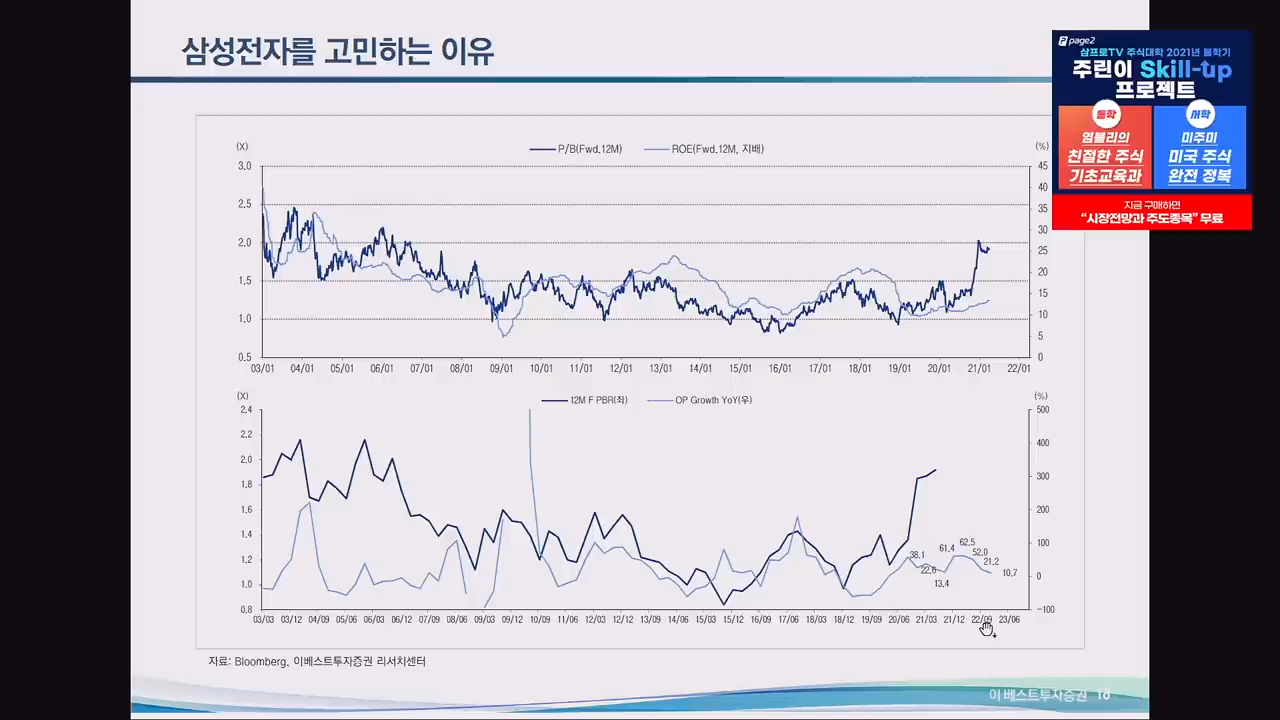 삼성전자를 고민하는 이유
page2
삼프로TV 주식대학 2021년 봄학기
주린이 Skill-up
프로젝트
동학
서학
염블리의
친절한 주식
기초교육과
미주미
미국 주식
완전 정복
지금 구매하면
“시장전망과 주도종목” 무료
(X) P/B(Fwd.12M) ROE(Fwd.12M, 지배) (%)
3.0 45
40
2.5 35
30
2.0 25
20
1.5 15
1.0 10
5
0.5 0
03/01 04/01 05/01 06/01 07/01 08/01 09/01 10/01 11/01 12/01 13/01 14/01 15/01 16/01 17/01 18/01 19/01 20/01 21/01 22/01
(X) 12M F PBR(좌) OP Growth YoY(우) (%)
2.4 500
2.2 400
2.0 300
1.8
1.6 200
1.4 100
1.2 0
1.0
0.8 -100
38.1 22.6 13.4 61.4 62.5 52.0 21.2 10.7
03/03 03/12 04/09 05/06 06/03 06/12 07/09 08/06 09/03 09/12 10/09 11/06 12/03 12/12 13/09 14/06 15/03 15/12 16/09 17/06 18/03 18/12 19/09 20/06 21/03 21/12 22/09 23/06
자료: Bloomberg, 이베스트투자증권 리서치센터
이베스트투자증권 18